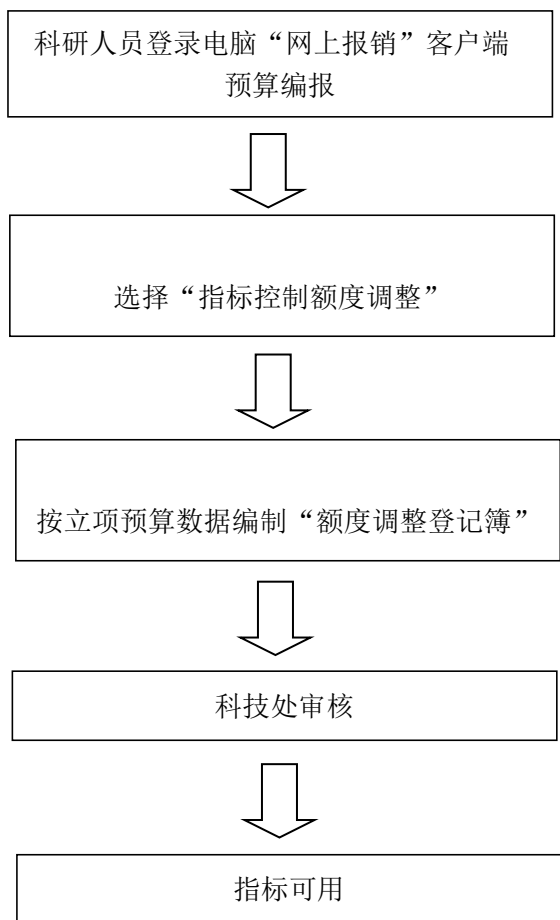 科研人员登录电脑“网上报销”客户端
预算编报
选择“指标控制额度调整”
按立项预算数据编制“额度调整登记簿”
科技处审核
指标可用